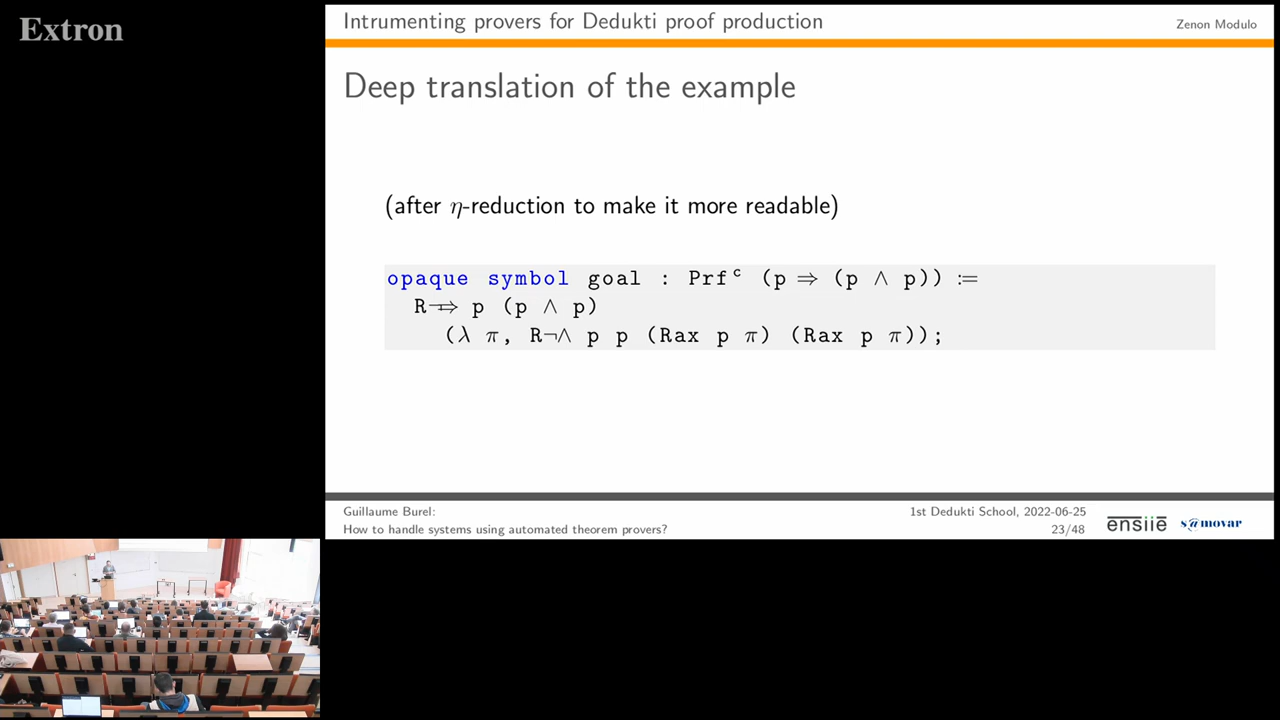 Extron
Intrumenting provers for Dedukti proof production
Zenon Modulo
Deep translation of the example
(after η-reduction to make it more readable)
opaque symbol goal : Prfᶜ (p ⇒ (p ∧ p)) ≔
R¬⇒ p (p ∧ p)
(λ π, R¬∧ p p (Rax p π) (Rax p π));
Guillaume Burel:
How to handle systems using automated theorem provers?
1st Dedukti School, 2022-06-25
23/48
ensiie
s@movar